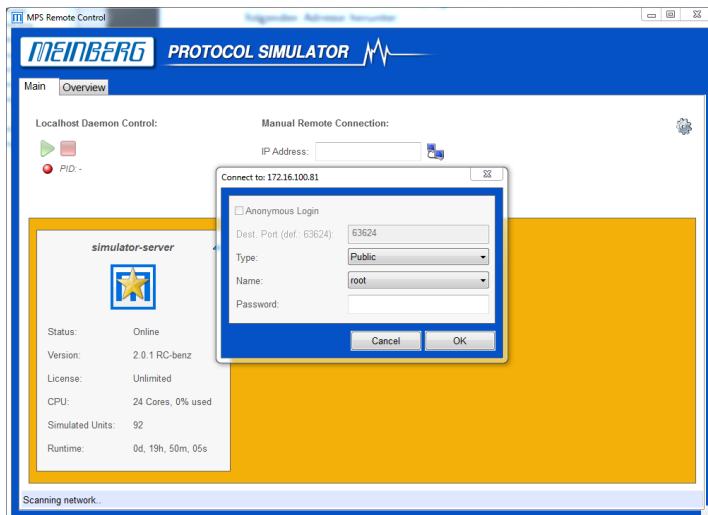 MPS Remote Control
folgenden Adresse herunter
MEINBERG PROTOCOL SIMULATOR
Main Overview
Localhost Daemon Control: Manual Remote Connection:
IP Address:
PID: -
Connect to: 172.16.100.81
Anonymous Login
Dest. Port (def.: 63624): 63624
Type: Public
Name: root
Password:
Cancel OK
simulator-server
Status: Online
Version: 2.0.1 RC-benz
License: Unlimited
CPU: 24 Cores, 0% used
Simulated Units: 92
Runtime: 0d, 19h, 50m, 05s
Scanning network..